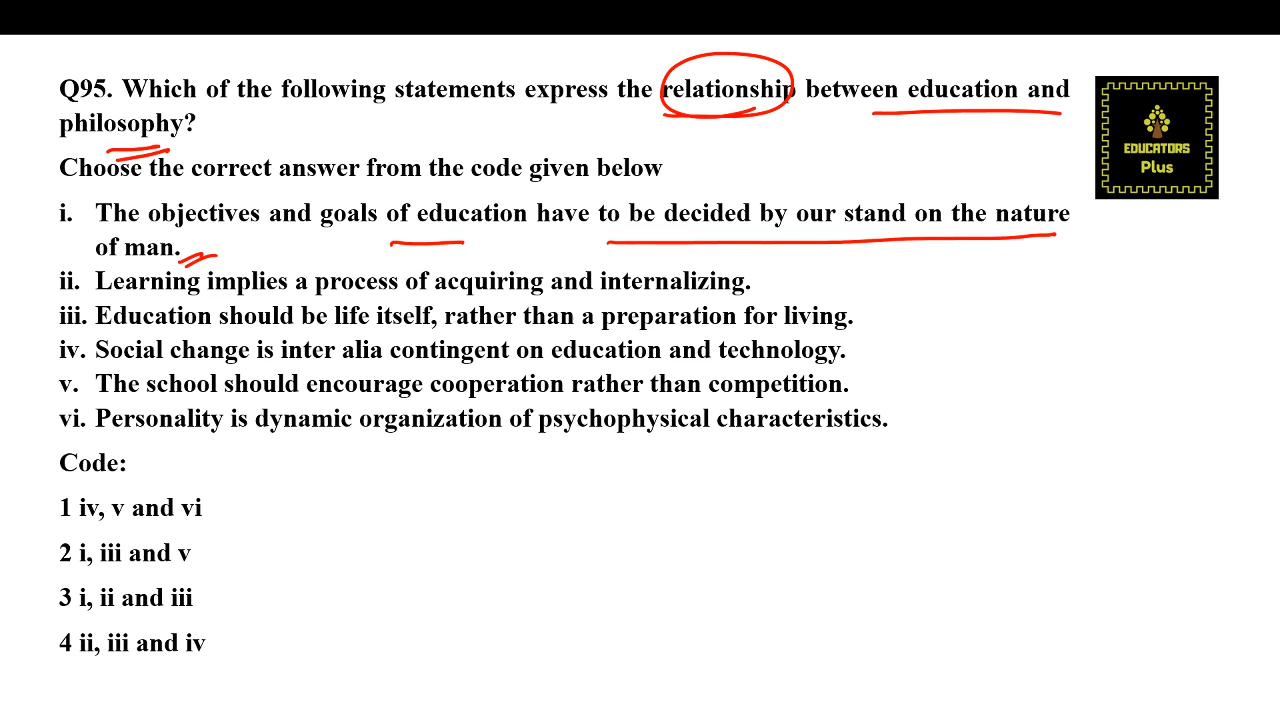 Q95. Which of the following statements express the relationship between education and
philosophy?
Choose the correct answer from the code given below
i. The objectives and goals of education have to be decided by our stand on the nature
of man.
ii. Learning implies a process of acquiring and internalizing.
iii. Education should be life itself, rather than a preparation for living.
iv. Social change is inter alia contingent on education and technology.
v. The school should encourage cooperation rather than competition.
vi. Personality is dynamic organization of psychophysical characteristics.
Code:
1 iv, v and vi
2 i, iii and v
3 i, ii and iii
4 ii, iii and iv
EDUCATORS
Plus